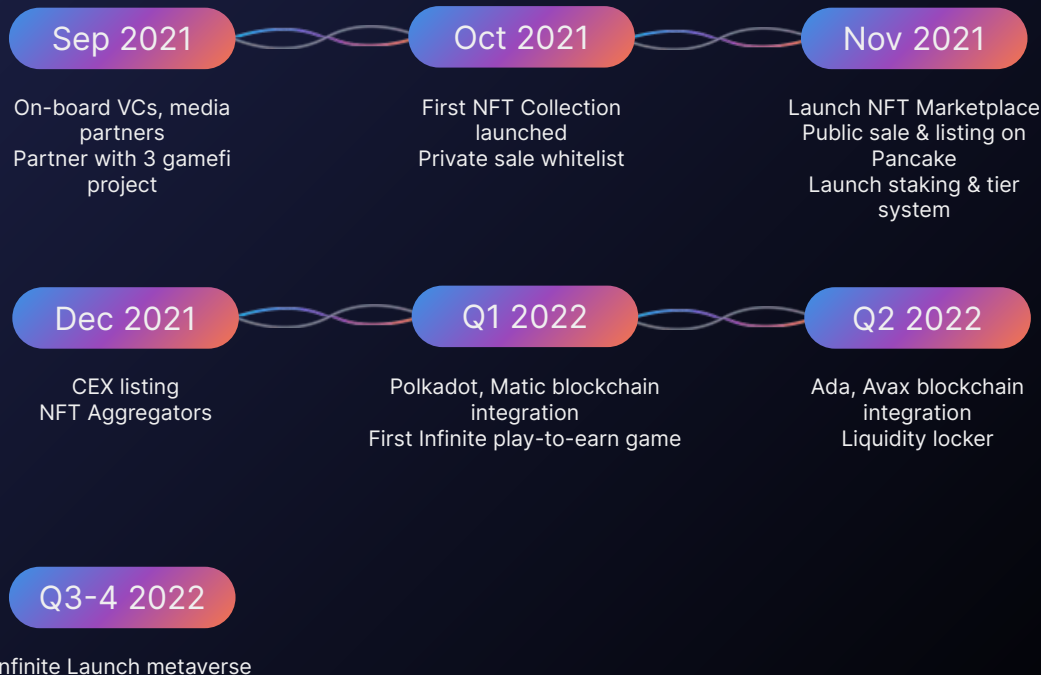 Sep 2021
Oct 2021
Nov 2021
On-board VCs, media
partners
Partner with 3 gamefi
project
First NFT Collection
launched
Private sale whitelist
Launch NFT Marketplace
Public sale & listing on
Pancake
Launch staking & tier
system
Dec 2021
Q1 2022
Q2 2022
CEX listing
NFT Aggregators
Polkadot, Matic blockchain
integration
First Infinite play-to-earn game
Ada, Avax blockchain
integration
Liquidity locker
Q3-4 2022
nfinite Launch metaverse